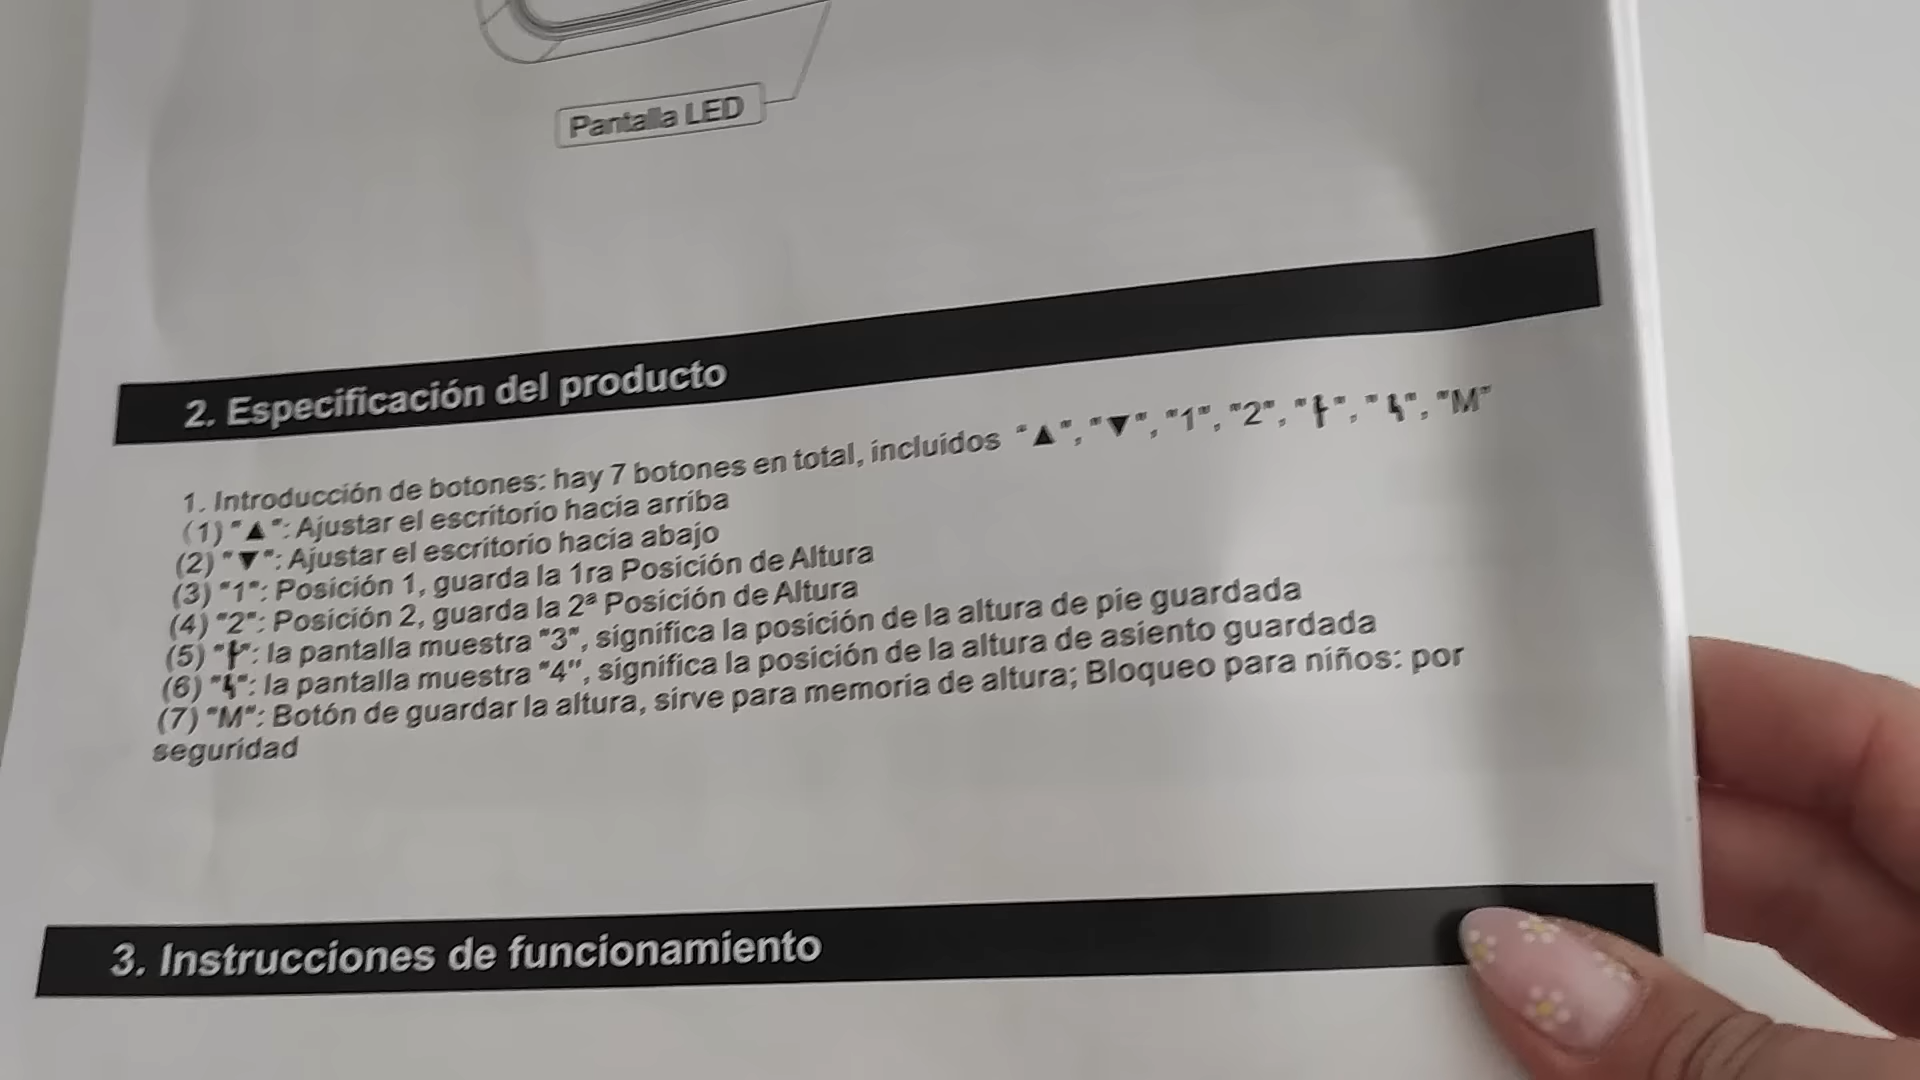 Pantalla LED
2. Especificación del producto
1. Introducción de botones: hay 7 botones en total, incluidos "▲", "▼", "1", "2", "", "", "M"
(1) "▲": Ajustar el escritorio hacia arriba
(2) "▼": Ajustar el escritorio hacia abajo
(3) "1": Posición 1, guarda la 1ra Posición de Altura
(4) "2": Posición 2, guarda la 2ª Posición de Altura
(5) "": la pantalla muestra "3", significa la posición de la altura de pie guardada
(6) "": la pantalla muestra "4", significa la posición de la altura de asiento guardada
(7) "M": Botón de guardar la altura, sirve para memoria de altura; Bloqueo para niños: por
seguridad
3. Instrucciones de funcionamiento